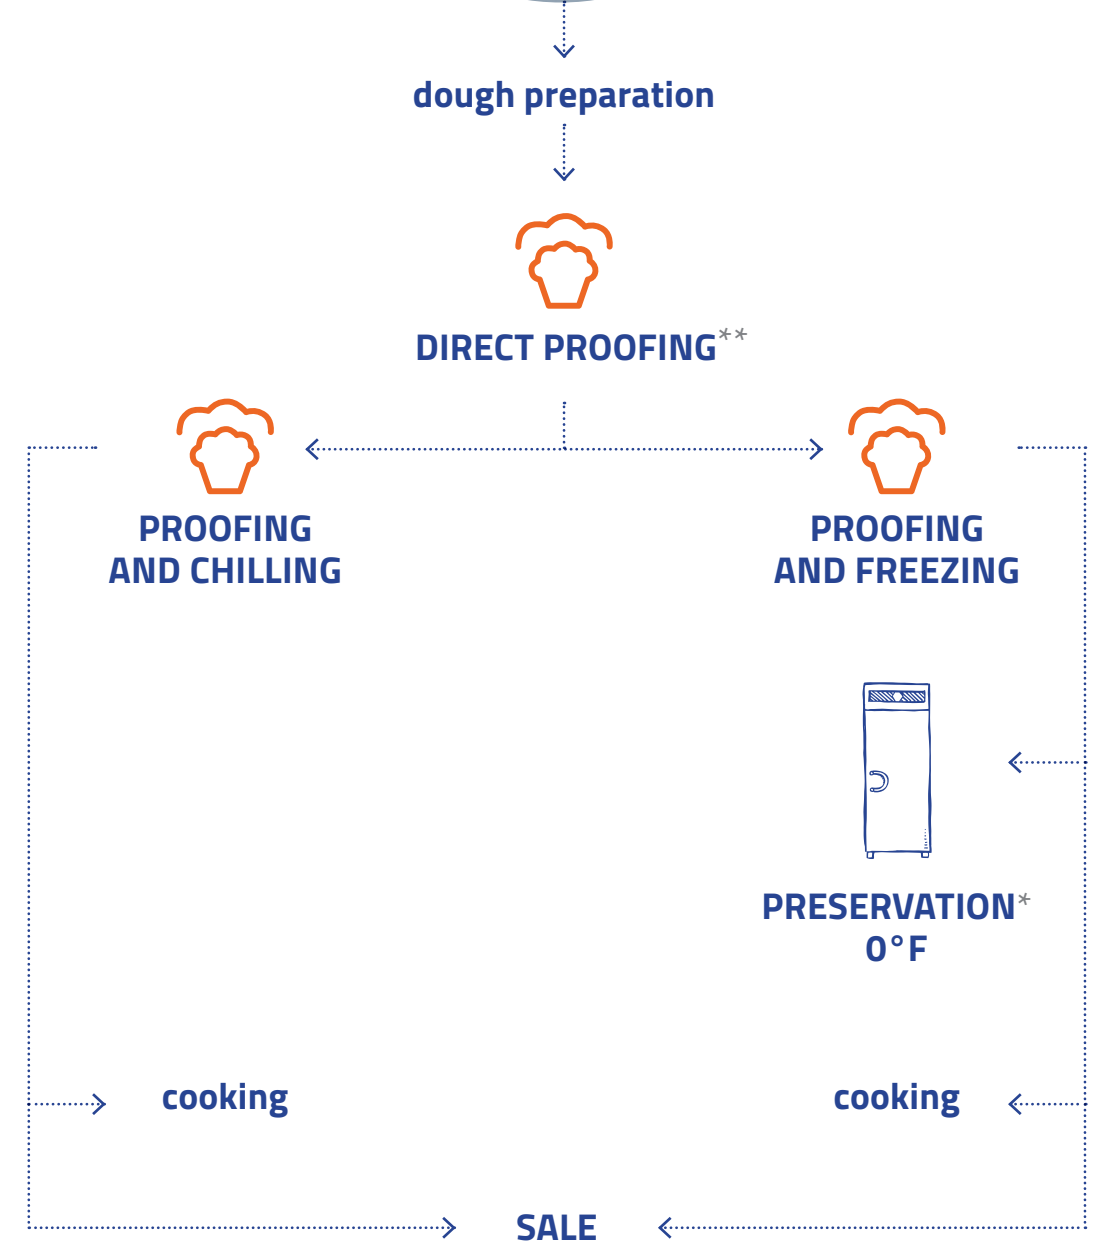 dough preparation
DIRECT PROOFING**
PROOFING
AND CHILLING
PROOFING
AND FREEZING
PRESERVATION*
0°F
cooking
cooking
SALE